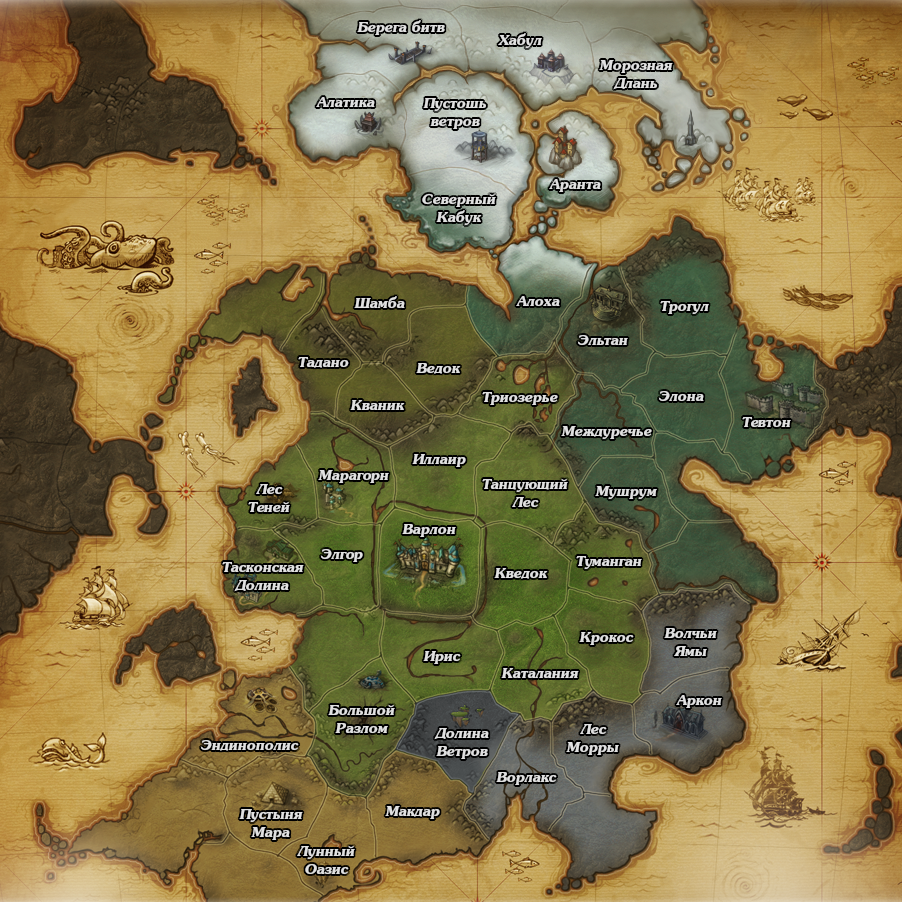 Берега битв
Хабул
Морозная
Длань
Алатика
Пустошь
ветров
Аранта
Северный
Кабук
Шамба
Алоха
Трогул
Эльтан
Тадано
Ведок
Триозерье
Элона
Кваник
Тевтон
Междуречье
Иллаир
Марагорн
Танцующий
Лес
Лес
Теней
Мушрум
Варлон
Элгор
Туманган
Тасконская
Долина
Кведок
Крокос
Волчьи
Ямы
Ирис
Каталания
Аркон
Большой
Разлом
Долина
Ветров
Лес
Морры
Эндинополис
Ворлакс
Пустыня
Мара
Макдар
Лунный
Оазис